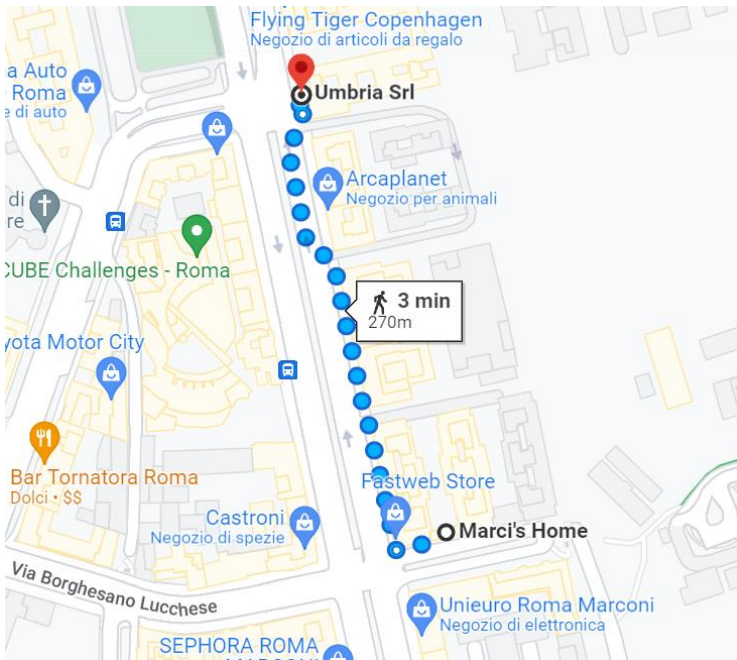 Flying Tiger Copenhagen
Negozio di articoli da regalo
a Auto
Roma
e di auto
Umbria Srl
Arcaplanet
Negozio per animali
di
re
CUBE Challenges - Roma
3 min
270m
yota Motor City
Bar Tornatora Roma
Dolci • $$
Fastweb Store
Castroni
Negozio di spezie
Marci's Home
Via Borghesano Lucchese
Unieuro Roma Marconi
Negozio di elettronica
SEPHORA ROMA